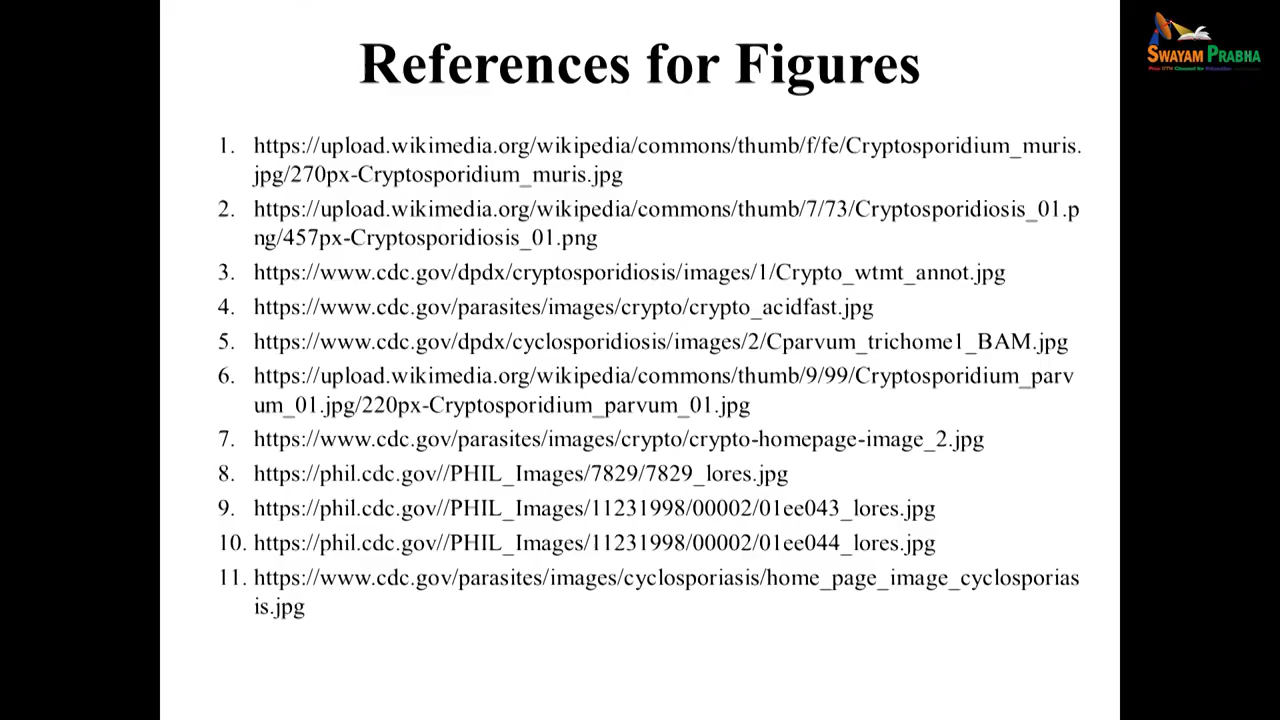 References for Figures
SWAYAM PRABHA
1. https://upload.wikimedia.org/wikipedia/commons/thumb/f/fe/Cryptosporidium_muris.
jpg/270px-Cryptosporidium_muris.jpg
2. https://upload.wikimedia.org/wikipedia/commons/thumb/7/73/Cryptosporidiosis_01.p
ng/457px-Cryptosporidiosis_01.png
3. https://www.cdc.gov/dpdx/cryptosporidiosis/images/1/Crypto_wtmt_annot.jpg
4. https://www.cdc.gov/parasites/images/crypto/crypto_acidfast.jpg
5. https://www.cdc.gov/dpdx/cyclosporidiosis/images/2/Cparvum_trichome1_BAM.jpg
6. https://upload.wikimedia.org/wikipedia/commons/thumb/9/99/Cryptosporidium_parv
um_01.jpg/220px-Cryptosporidium_parvum_01.jpg
7. https://www.cdc.gov/parasites/images/crypto/crypto-homepage-image_2.jpg
8. https://phil.cdc.gov//PHIL_Images/7829/7829_lores.jpg
9. https://phil.cdc.gov//PHIL_Images/11231998/00002/01ee043_lores.jpg
10. https://phil.cdc.gov//PHIL_Images/11231998/00002/01ee044_lores.jpg
11. https://www.cdc.gov/parasites/images/cyclosporiasis/home_page_image_cyclosporias
is.jpg